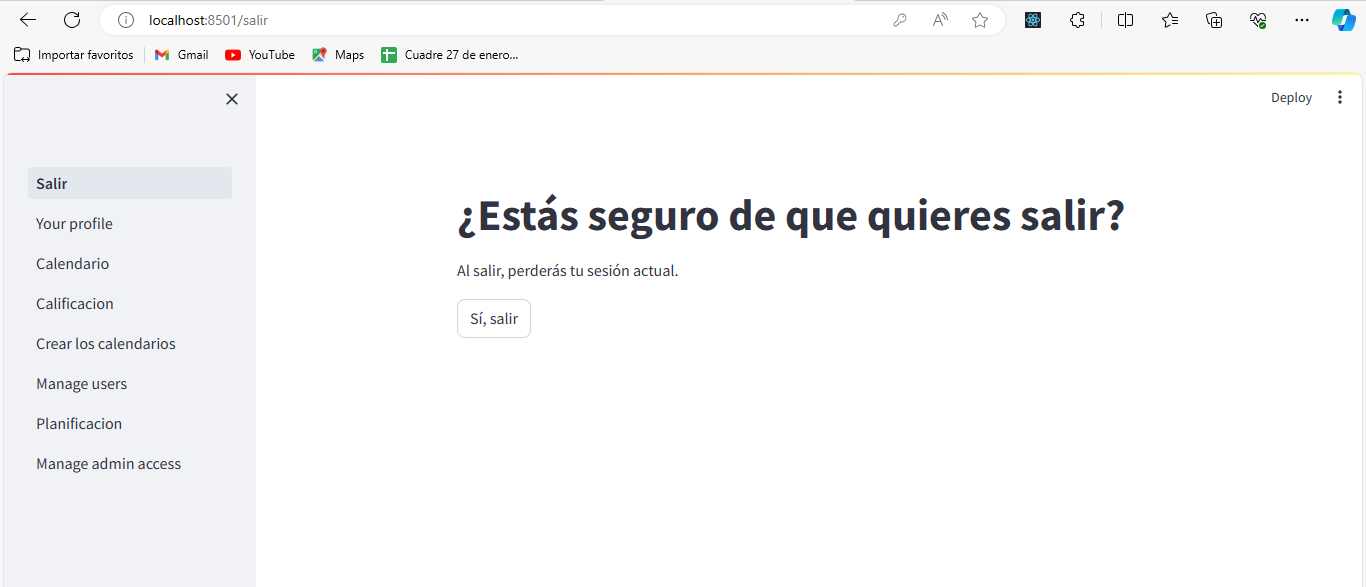 localhost:8501/salir
Importar favoritos
Gmail
YouTube
Maps
Cuadre 27 de enero...
Deploy
Salir
Your profile
Calendario
Calificacion
Crear los calendarios
Manage users
Planificacion
Manage admin access
¿Estás seguro de que quieres salir?
Al salir, perderás tu sesión actual.
Sí, salir